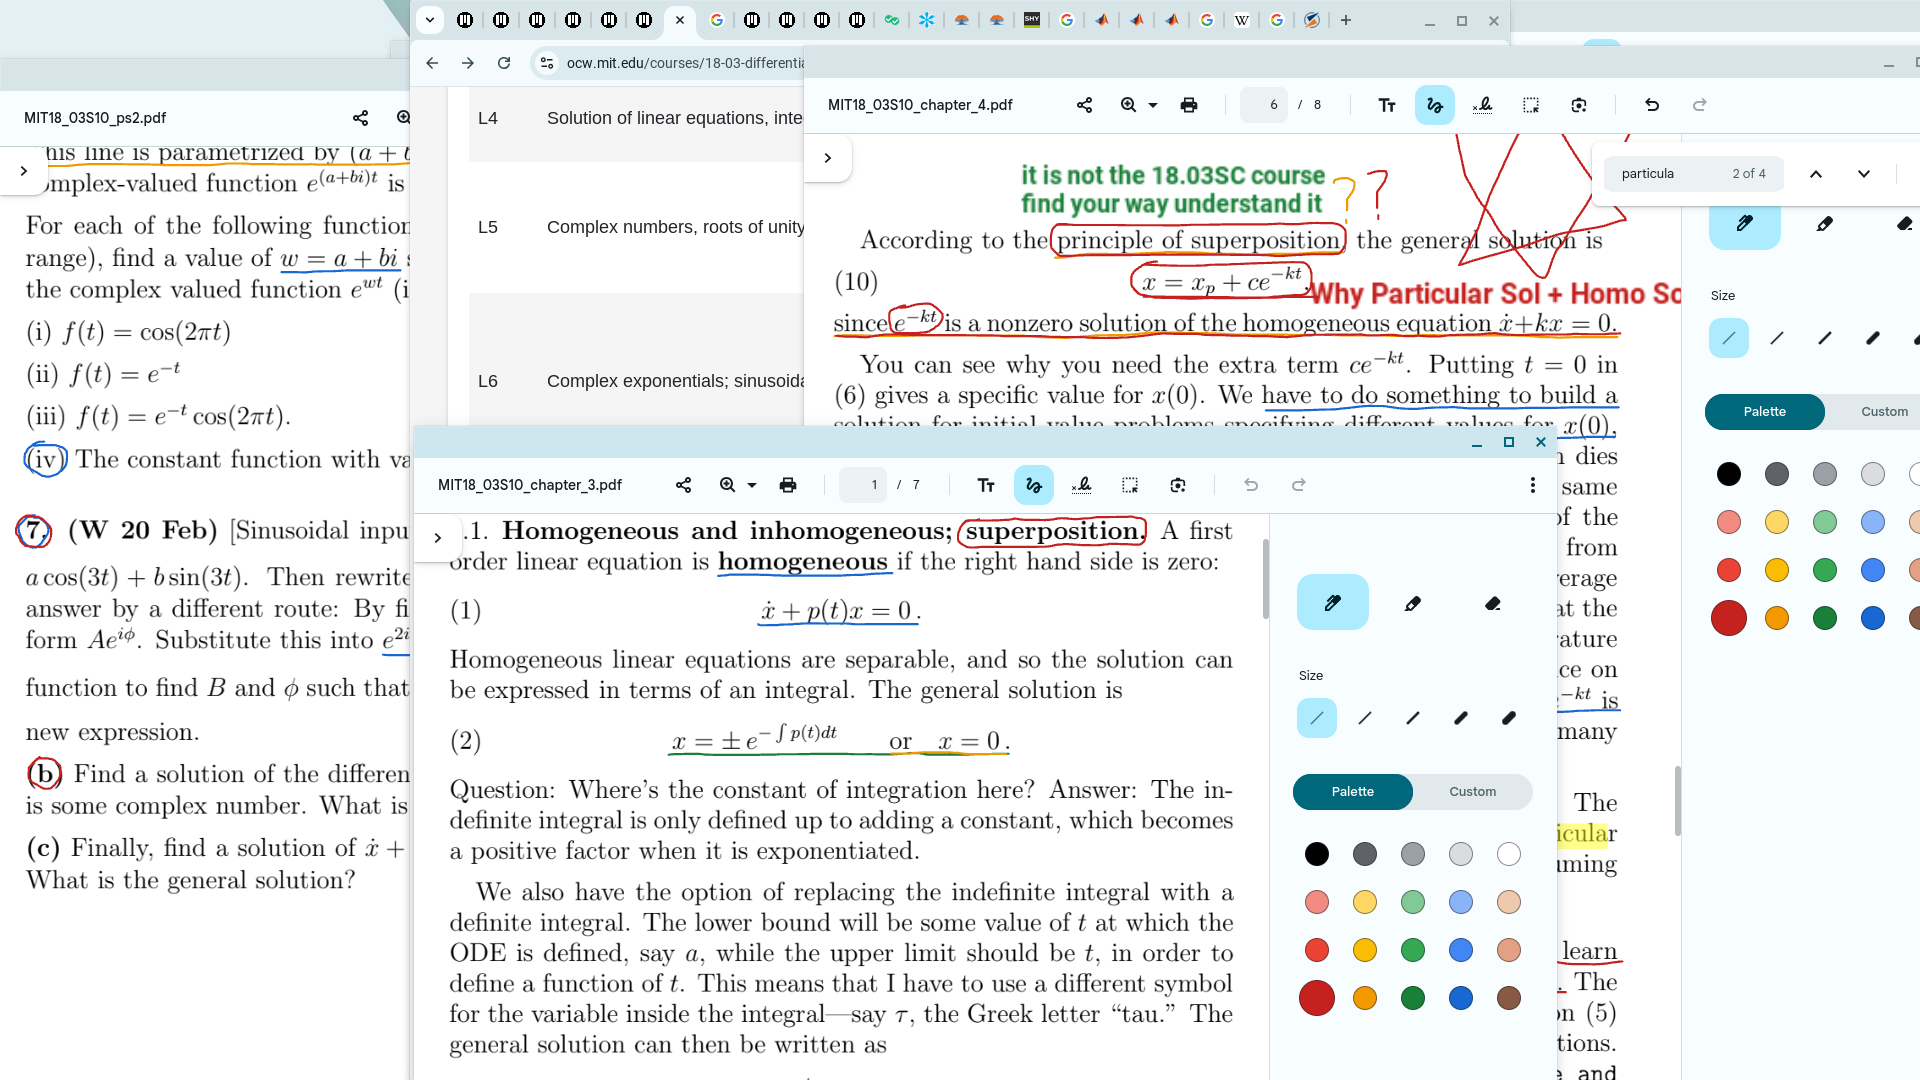 ocw.mit.edu/courses/18-03-differentia
L4 Solution of linear equations, inte
L5 Complex numbers, roots of unity
L6 Complex exponentials; sinusoida
MIT18_03S10_ps2.pdf
his line is parametrized by (a + b
omplex-valued function e^{(a+bi)t} is
For each of the following function
range), find a value of w = a + bi s
the complex valued function e^{wt} (i
(i) f(t) = cos(2πt)
(ii) f(t) = e^{−t}
(iii) f(t) = e^{−t} cos(2πt).
(iv) The constant function with va
7. (W 20 Feb) [Sinusoidal inpu
a cos(3t) + b sin(3t). Then rewrite
answer by a different route: By fi
form Ae^{iϕ}. Substitute this into e^{2i
function to find B and ϕ such that
new expression.
(b) Find a solution of the differen
is some complex number. What is
(c) Finally, find a solution of ẋ +
What is the general solution?
MIT18_03S10_chapter_4.pdf
6 / 8
particula 2 of 4
it is not the 18.03SC course
find your way understand it
? ?
According to the principle of superposition, the general solution is
(10) x = x_p + ce^{−kt},
Why Particular Sol + Homo So
since e^{−kt} is a nonzero solution of the homogeneous equation ẋ+kx = 0.
You can see why you need the extra term ce^{−kt}. Putting t = 0 in
(6) gives a specific value for x(0). We have to do something to build a
solution for initial value problems specifying different values for x(0),
dies
same
of the
from
erage
at the
ature
ce on
^{−kt} is
many
The
icular
uming
learn
. The
on (5)
tions.
and
Size
Palette Custom
MIT18_03S10_chapter_3.pdf
1 / 7
.1. Homogeneous and inhomogeneous; superposition. A first
order linear equation is homogeneous if the right hand side is zero:
(1) ẋ + p(t)x = 0 .
Homogeneous linear equations are separable, and so the solution can
be expressed in terms of an integral. The general solution is
(2) x = ± e^{−∫ p(t)dt} or x = 0 .
Question: Where's the constant of integration here? Answer: The in-
definite integral is only defined up to adding a constant, which becomes
a positive factor when it is exponentiated.
We also have the option of replacing the indefinite integral with a
definite integral. The lower bound will be some value of t at which the
ODE is defined, say a, while the upper limit should be t, in order to
define a function of t. This means that I have to use a different symbol
for the variable inside the integral—say τ, the Greek letter “tau.” The
general solution can then be written as
Size
Palette Custom